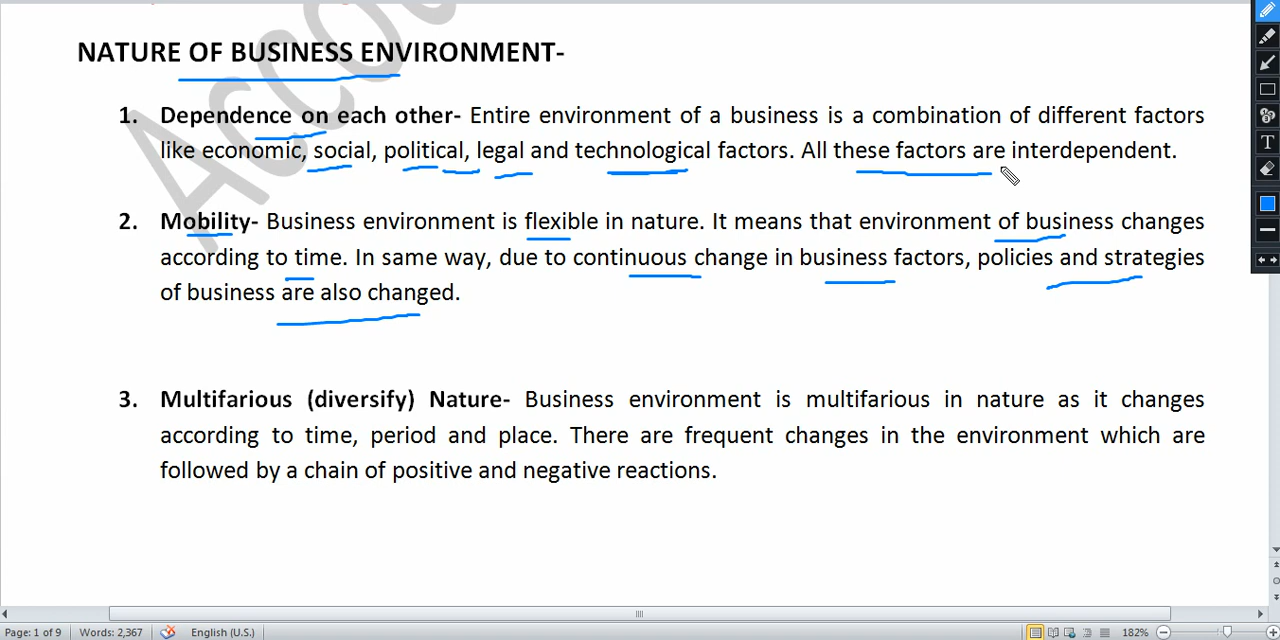 NATURE OF BUSINESS ENVIRONMENT-
1. Dependence on each other- Entire environment of a business is a combination of different factors
like economic, social, political, legal and technological factors. All these factors are interdependent.
2. Mobility- Business environment is flexible in nature. It means that environment of business changes
according to time. In same way, due to continuous change in business factors, policies and strategies
of business are also changed.
3. Multifarious (diversify) Nature- Business environment is multifarious in nature as it changes
according to time, period and place. There are frequent changes in the environment which are
followed by a chain of positive and negative reactions.
Page: 1 of 9 Words: 2,367 English (U.S.) 182%